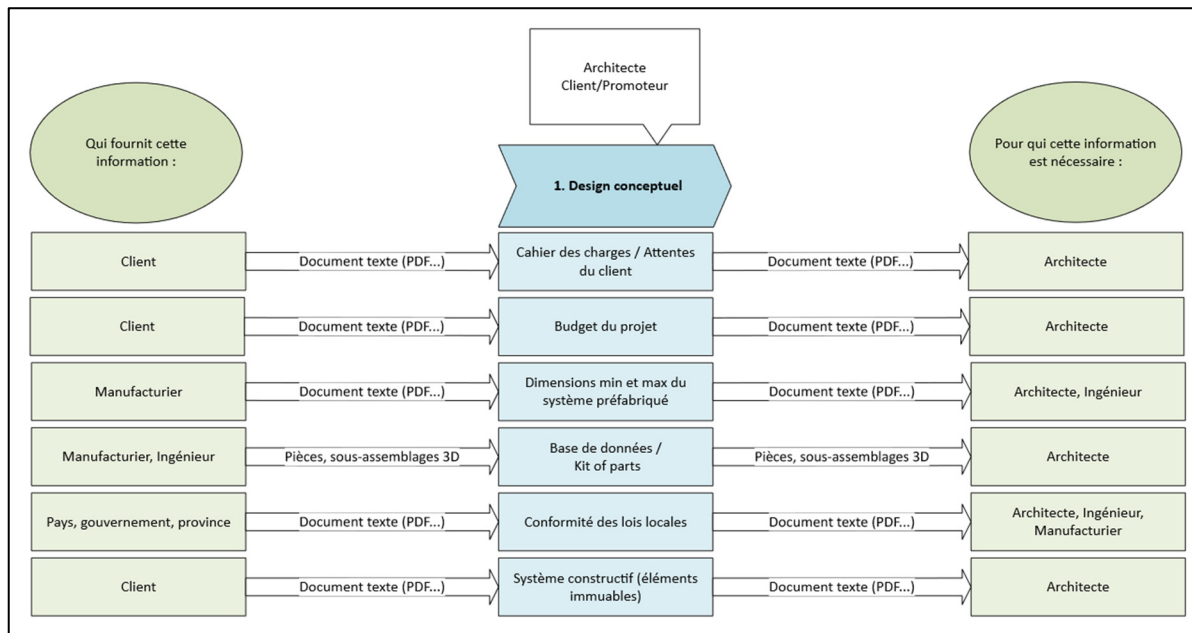 Architecte
Client/Promoteur
Qui fournit cette
information :
Pour qui cette information
est nécessaire :
1. Design conceptuel
Client
Document texte (PDF...)
Cahier des charges / Attentes
du client
Document texte (PDF...)
Architecte
Client
Document texte (PDF...)
Budget du projet
Document texte (PDF...)
Architecte
Manufacturier
Document texte (PDF...)
Dimensions min et max du
système préfabriqué
Document texte (PDF...)
Architecte, Ingénieur
Manufacturier, Ingénieur
Pièces, sous-assemblages 3D
Base de données /
Kit of parts
Pièces, sous-assemblages 3D
Architecte
Pays, gouvernement, province
Document texte (PDF...)
Conformité des lois locales
Document texte (PDF...)
Architecte, Ingénieur,
Manufacturier
Client
Document texte (PDF...)
Système constructif (éléments
immuables)
Document texte (PDF...)
Architecte